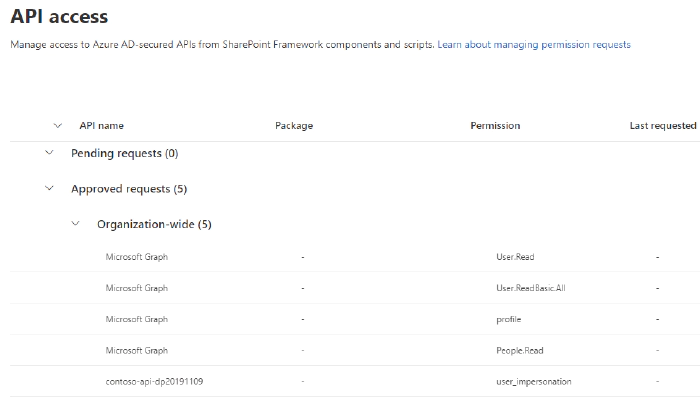 API access
Manage access to Azure AD-secured APIs from SharePoint Framework components and scripts. Learn about managing permission requests
API name Package Permission Last requested
Pending requests (0)
Approved requests (5)
Organization-wide (5)
Microsoft Graph - User.Read -
Microsoft Graph - User.ReadBasic.All -
Microsoft Graph - profile -
Microsoft Graph - People.Read -
contoso-api-dp20191109 - user_impersonation -